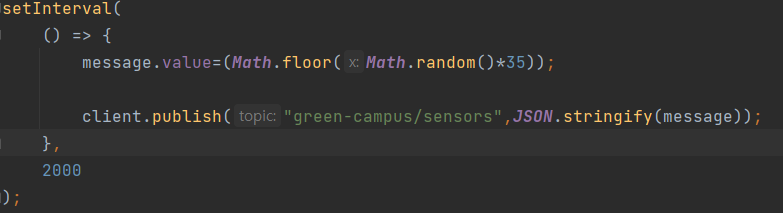 setInterval(
() => {
message.value=(Math.floor( x: Math.random()*35));
client.publish( topic: "green-campus/sensors",JSON.stringify(message));
},
2000
);